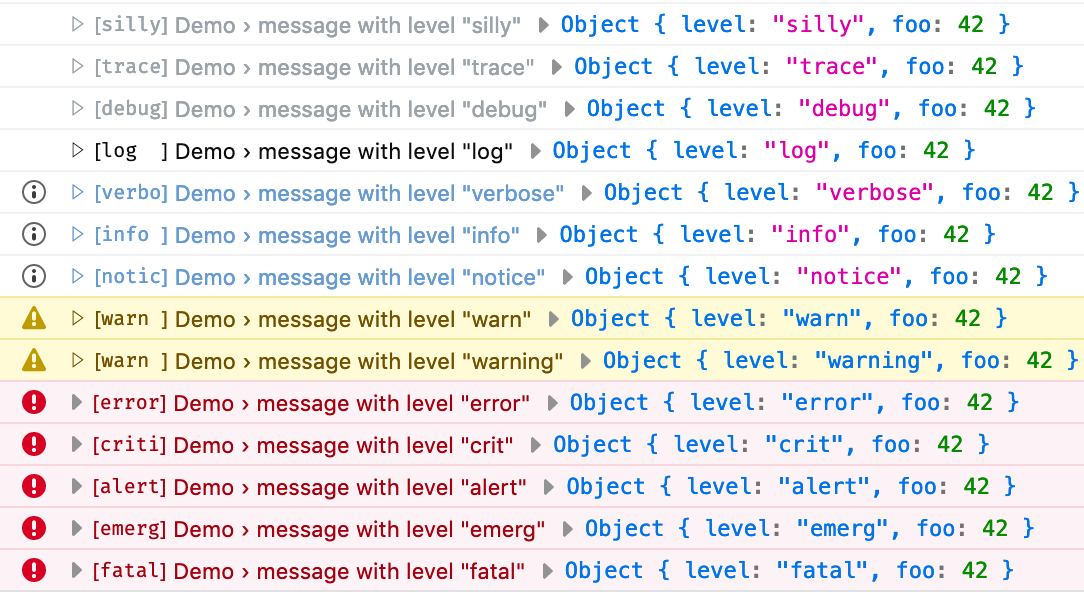 [silly] Demo › message with level "silly" Object { level: "silly", foo: 42 }
[trace] Demo › message with level "trace" Object { level: "trace", foo: 42 }
[debug] Demo › message with level "debug" Object { level: "debug", foo: 42 }
[log  ] Demo › message with level "log" Object { level: "log", foo: 42 }
[verbo] Demo › message with level "verbose" Object { level: "verbose", foo: 42 }
[info ] Demo › message with level "info" Object { level: "info", foo: 42 }
[notic] Demo › message with level "notice" Object { level: "notice", foo: 42 }
[warn ] Demo › message with level "warn" Object { level: "warn", foo: 42 }
[warn ] Demo › message with level "warning" Object { level: "warning", foo: 42 }
[error] Demo › message with level "error" Object { level: "error", foo: 42 }
[criti] Demo › message with level "crit" Object { level: "crit", foo: 42 }
[alert] Demo › message with level "alert" Object { level: "alert", foo: 42 }
[emerg] Demo › message with level "emerg" Object { level: "emerg", foo: 42 }
[fatal] Demo › message with level "fatal" Object { level: "fatal", foo: 42 }